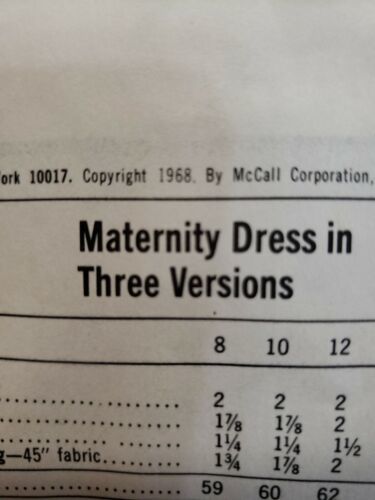 ork 10017. Copyright 1968. By McCall Corporation,
Maternity Dress in
Three Versions
8 10 12
2 2 2
1⅞ 1⅞ 2
1¼ 1¼ 1½
g—45" fabric 1¾ 1⅞ 2
59 60 62